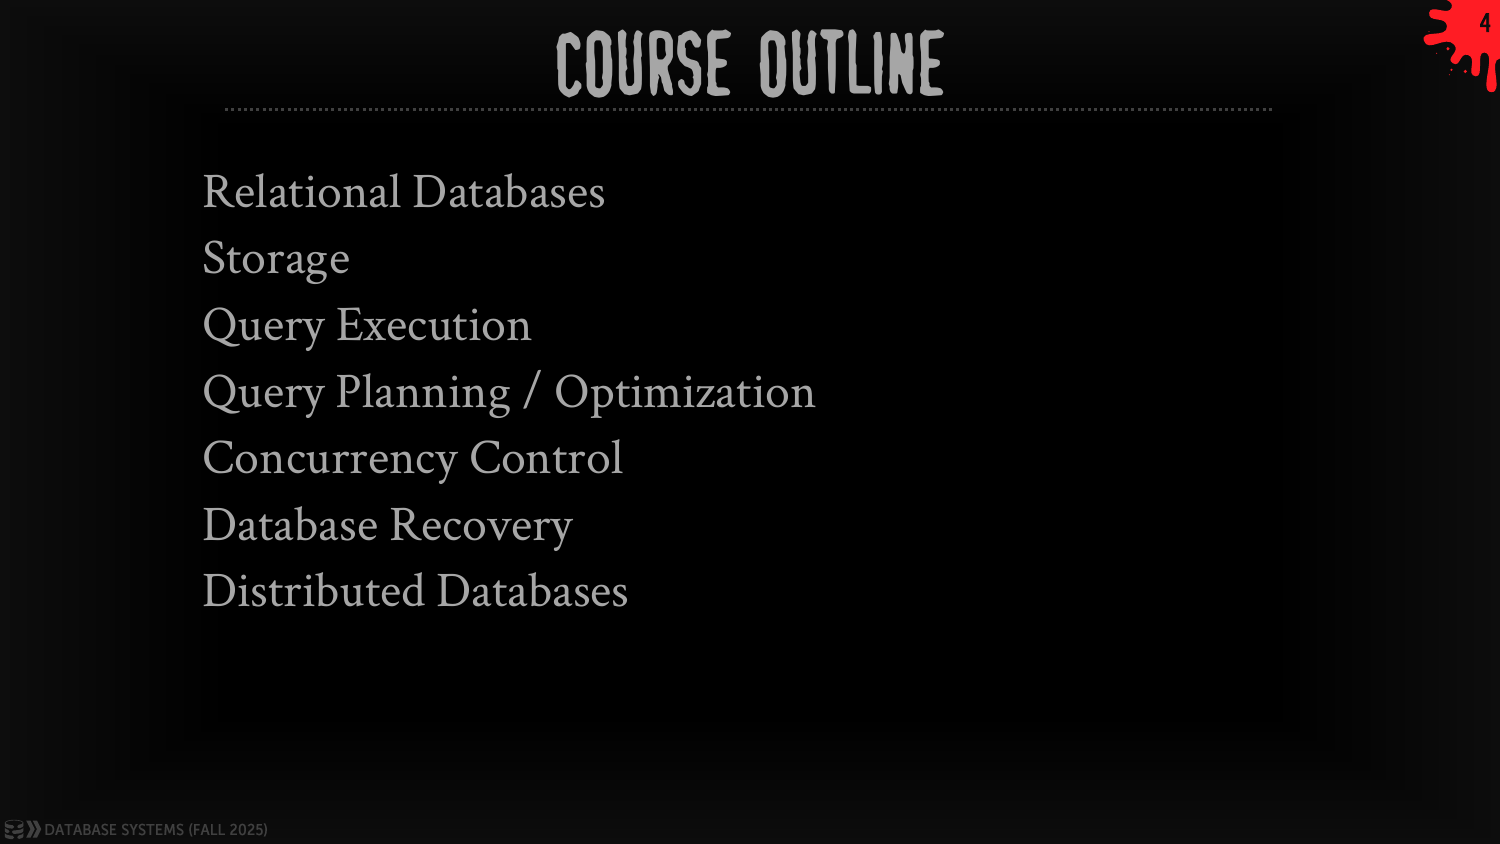 COURSE OUTLINE
4
Relational Databases
Storage
Query Execution
Query Planning / Optimization
Concurrency Control
Database Recovery
Distributed Databases
DATABASE SYSTEMS (FALL 2025)